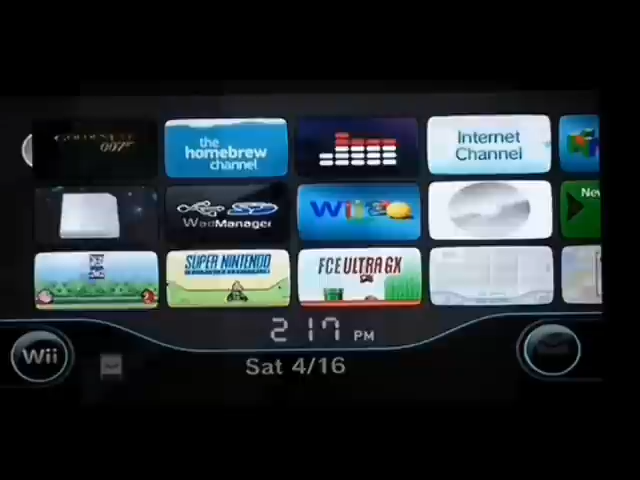 GOLDENEYE
007
the
homebrew
channel
Internet
Channel
WadManager
Wii
New
SUPER NINTENDO
FCE ULTRA GX
2:17 PM
Wii
Sat 4/16